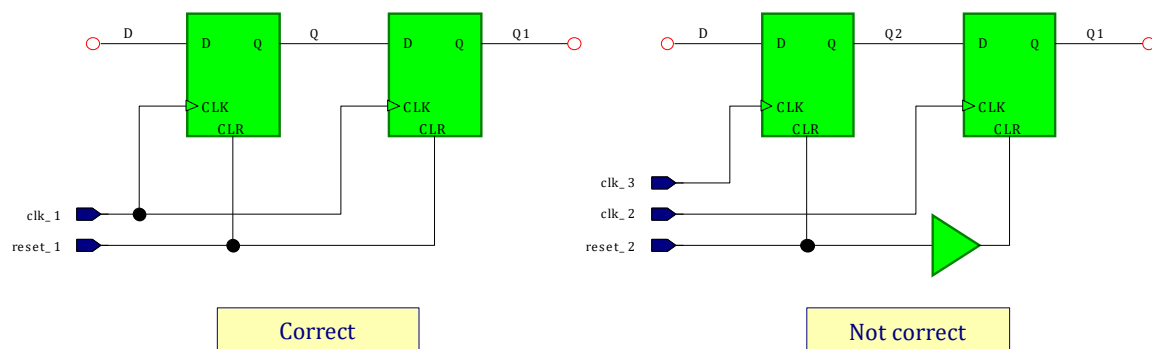 D
D
Q
Q
D
Q
Q1
CLK
CLR
CLK
CLR
clk_1
reset_1
Correct
D
D
Q
Q2
D
Q
Q1
CLK
CLR
CLK
CLR
clk_3
clk_2
reset_2
Not correct